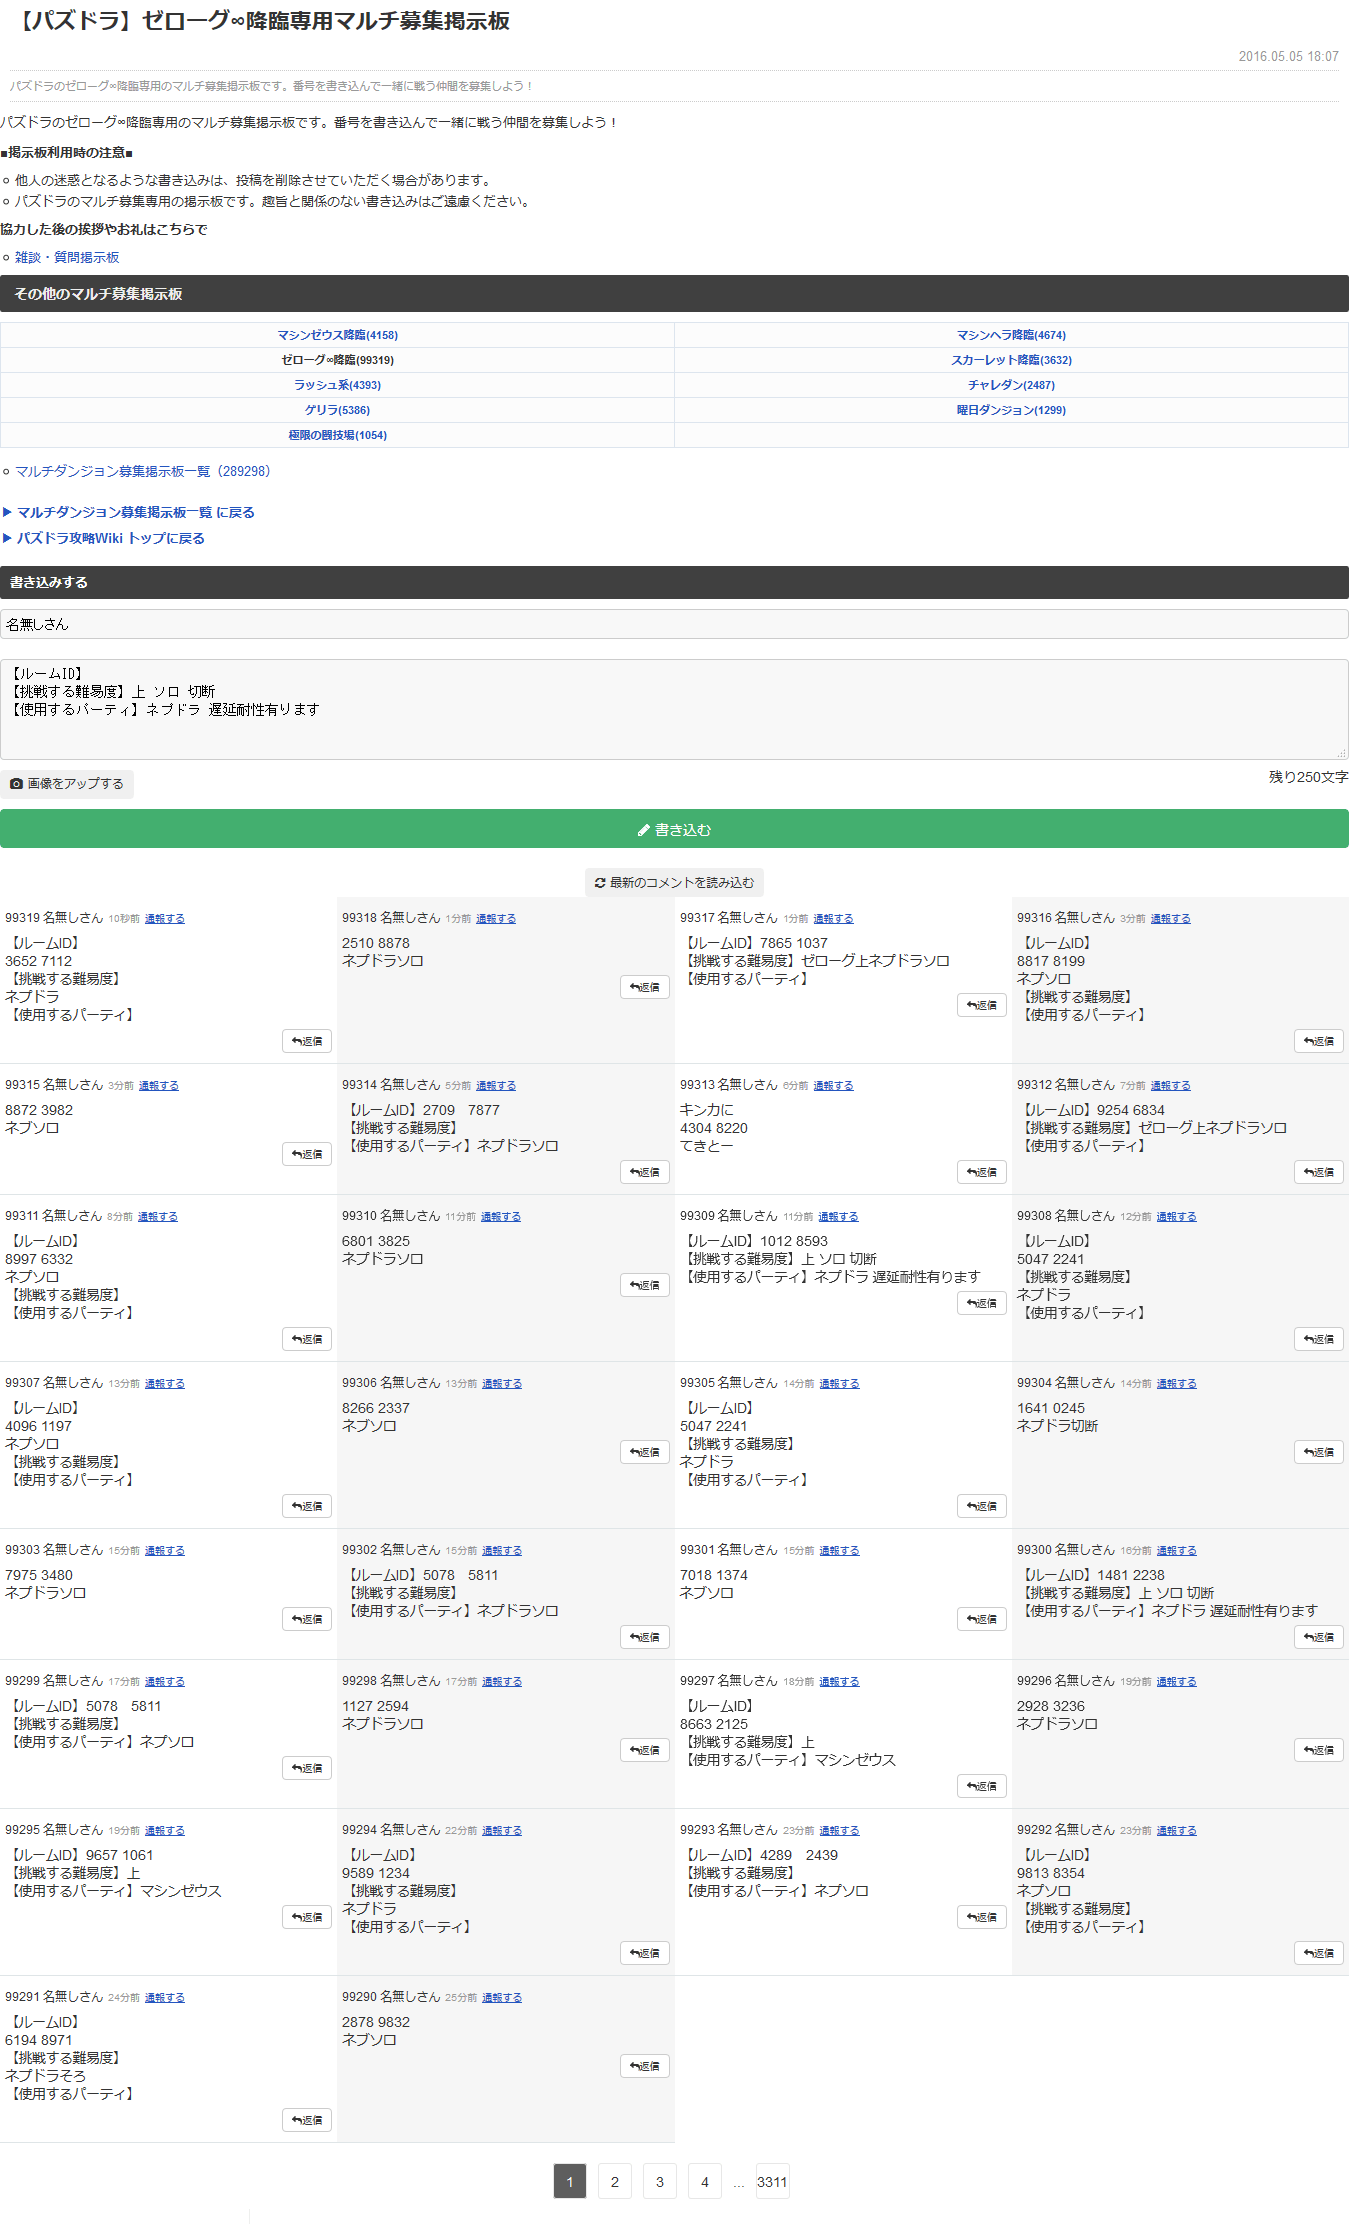 【パズドラ】ゼローグ∞降臨専用マルチ募集掲示板
2016.05.05 18:07
パズドラのゼローグ∞降臨専用のマルチ募集掲示板です。番号を書き込んで一緒に戦う仲間を募集しよう！
パズドラのゼローグ∞降臨専用のマルチ募集掲示板です。番号を書き込んで一緒に戦う仲間を募集しよう！
■掲示板利用時の注意■
他人の迷惑となるような書き込みは、投稿を削除させていただく場合があります。
パズドラのマルチ募集専用の掲示板です。趣旨と関係のない書き込みはご遠慮ください。
協力した後の挨拶やお礼はこちらで
雑談・質問掲示板
その他のマルチ募集掲示板
マシンゼウス降臨(4158)
マシンヘラ降臨(4674)
ゼローグ∞降臨(99319)
スカーレット降臨(3632)
ラッシュ系(4393)
チャレダン(2487)
ゲリラ(5386)
曜日ダンジョン(1299)
極限の闘技場(1054)
マルチダンジョン募集掲示板一覧（289298）
▶ マルチダンジョン募集掲示板一覧 に戻る
▶ パズドラ攻略Wiki トップに戻る
書き込みする
名無しさん
【ルームID】
【挑戦する難易度】上 ソロ 切断
【使用するパーティ】ネプドラ 遅延耐性有ります
画像をアップする
残り250文字
書き込む
最新のコメントを読み込む
99319 名無しさん 10秒前 通報する
【ルームID】
3652 7112
【挑戦する難易度】
ネプドラ
【使用するパーティ】
返信
99318 名無しさん 1分前 通報する
2510 8878
ネプドラソロ
返信
99317 名無しさん 1分前 通報する
【ルームID】7865 1037
【挑戦する難易度】ゼローグ上ネプドラソロ
【使用するパーティ】
返信
99316 名無しさん 3分前 通報する
【ルームID】
8817 8199
ネプソロ
【挑戦する難易度】
【使用するパーティ】
返信
99315 名無しさん 3分前 通報する
8872 3982
ネプソロ
返信
99314 名無しさん 5分前 通報する
【ルームID】2709　7877
【挑戦する難易度】
【使用するパーティ】ネプドラソロ
返信
99313 名無しさん 6分前 通報する
キンカに
4304 8220
てきとー
返信
99312 名無しさん 7分前 通報する
【ルームID】9254 6834
【挑戦する難易度】ゼローグ上ネプドラソロ
【使用するパーティ】
返信
99311 名無しさん 8分前 通報する
【ルームID】
8997 6332
ネプソロ
【挑戦する難易度】
【使用するパーティ】
返信
99310 名無しさん 11分前 通報する
6801 3825
ネプドラソロ
返信
99309 名無しさん 11分前 通報する
【ルームID】1012 8593
【挑戦する難易度】上 ソロ 切断
【使用するパーティ】ネプドラ 遅延耐性有ります
返信
99308 名無しさん 12分前 通報する
【ルームID】
5047 2241
【挑戦する難易度】
ネプドラ
【使用するパーティ】
返信
99307 名無しさん 13分前 通報する
【ルームID】
4096 1197
ネプソロ
【挑戦する難易度】
【使用するパーティ】
返信
99306 名無しさん 13分前 通報する
8266 2337
ネプソロ
返信
99305 名無しさん 14分前 通報する
【ルームID】
5047 2241
【挑戦する難易度】
ネプドラ
【使用するパーティ】
返信
99304 名無しさん 14分前 通報する
1641 0245
ネプドラ切断
返信
99303 名無しさん 15分前 通報する
7975 3480
ネプドラソロ
返信
99302 名無しさん 15分前 通報する
【ルームID】5078　5811
【挑戦する難易度】
【使用するパーティ】ネプドラソロ
返信
99301 名無しさん 15分前 通報する
7018 1374
ネプソロ
返信
99300 名無しさん 16分前 通報する
【ルームID】1481 2238
【挑戦する難易度】上 ソロ 切断
【使用するパーティ】ネプドラ 遅延耐性有ります
返信
99299 名無しさん 17分前 通報する
【ルームID】5078　5811
【挑戦する難易度】
【使用するパーティ】ネプソロ
返信
99298 名無しさん 17分前 通報する
1127 2594
ネプドラソロ
返信
99297 名無しさん 18分前 通報する
【ルームID】
8663 2125
【挑戦する難易度】上
【使用するパーティ】マシンゼウス
返信
99296 名無しさん 19分前 通報する
2928 3236
ネプドラソロ
返信
99295 名無しさん 19分前 通報する
【ルームID】9657 1061
【挑戦する難易度】上
【使用するパーティ】マシンゼウス
返信
99294 名無しさん 22分前 通報する
【ルームID】
9589 1234
【挑戦する難易度】
ネプドラ
【使用するパーティ】
返信
99293 名無しさん 23分前 通報する
【ルームID】4289　2439
【挑戦する難易度】
【使用するパーティ】ネプソロ
返信
99292 名無しさん 23分前 通報する
【ルームID】
9813 8354
ネプソロ
【挑戦する難易度】
【使用するパーティ】
返信
99291 名無しさん 24分前 通報する
【ルームID】
6194 8971
【挑戦する難易度】
ネプドラそろ
【使用するパーティ】
返信
99290 名無しさん 25分前 通報する
2878 9832
ネプソロ
返信
1 2 3 4 ... 3311